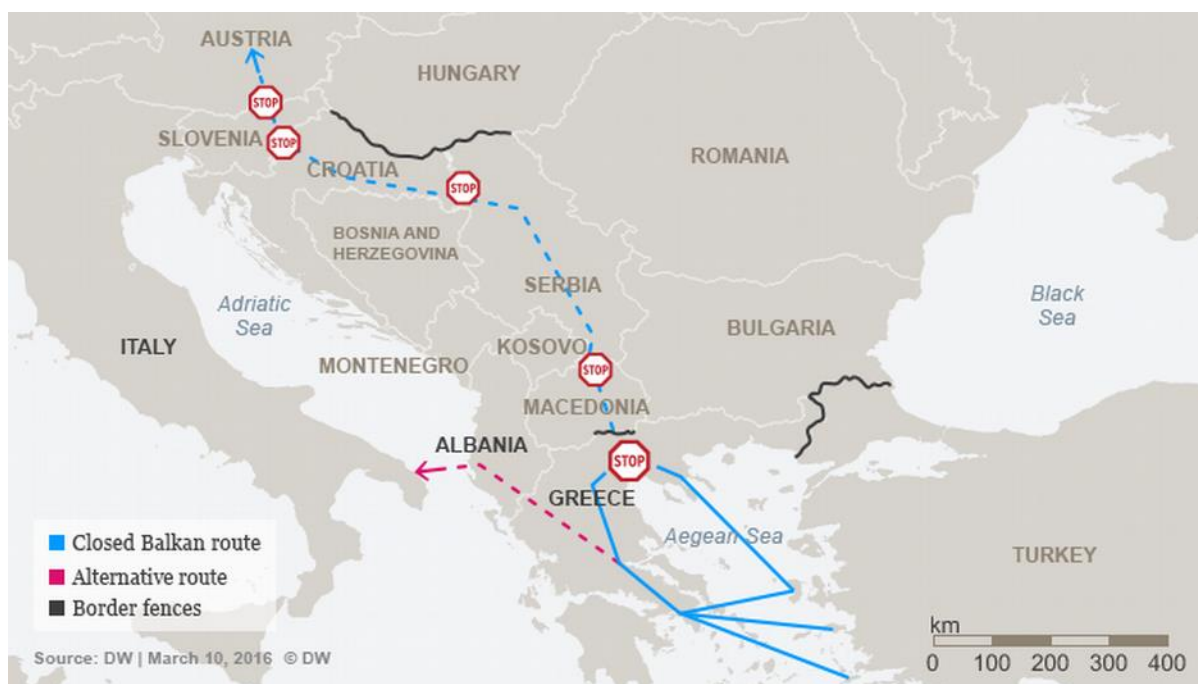 AUSTRIA
HUNGARY
STOP
SLOVENIA
STOP
CROATIA
ROMANIA
STOP
BOSNIA AND
HERZEGOVINA
SERBIA
Adriatic
Sea
Black
Sea
BULGARIA
ITALY
KOSOVO
MONTENEGRO
STOP
MACEDONIA
ALBANIA
STOP
GREECE
Aegean Sea
TURKEY
Closed Balkan route
Alternative route
Border fences
km
0 100 200 300 400
Source: DW | March 10, 2016 © DW